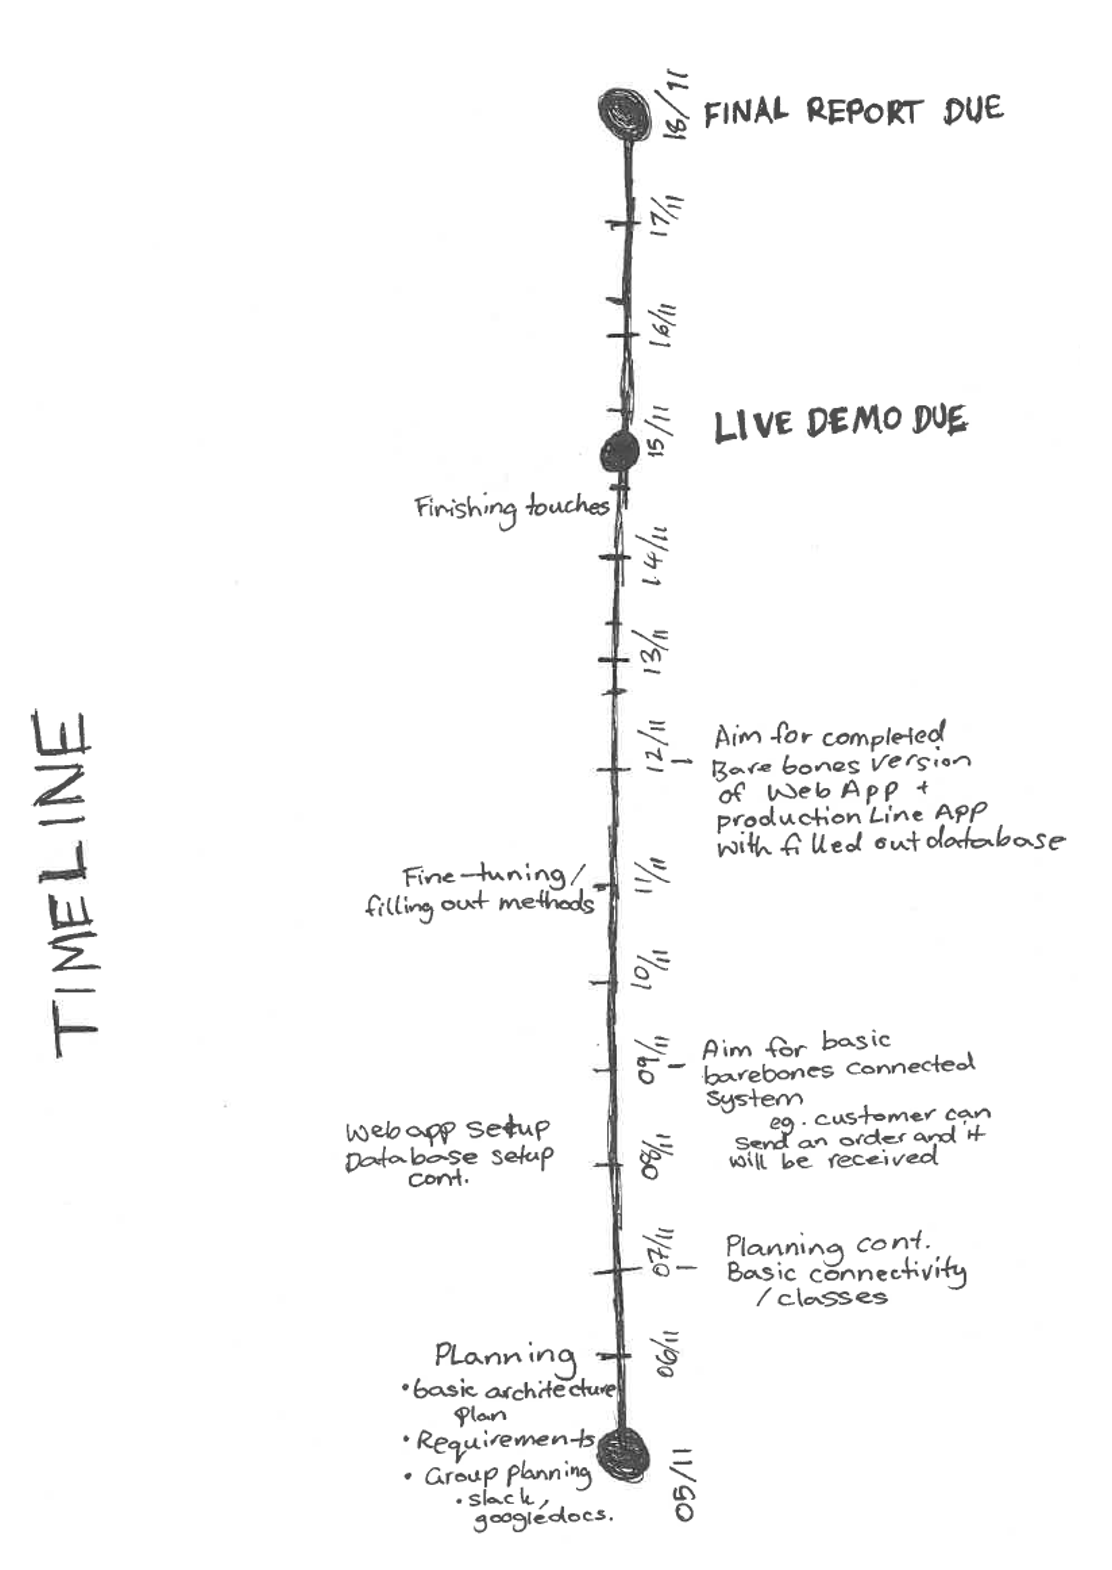 TIMELINE
18/11
FINAL REPORT DUE
17/11
16/11
15/11
LIVE DEMO DUE
Finishing touches
14/11
13/11
12/11
Aim for completed
Bare bones version
of Web App +
production Line App
with filled out database
Fine-tuning/
filling out methods
11/11
10/11
09/11
Aim for basic
barebones connected
system
eg. customer can
send an order and it
will be received
Web app setup
Database setup
cont.
08/11
07/11
Planning cont.
Basic connectivity
/classes
06/11
Planning
• basic architecture
plan
• Requirements
• Group planning
• slack,
googledocs.
05/11